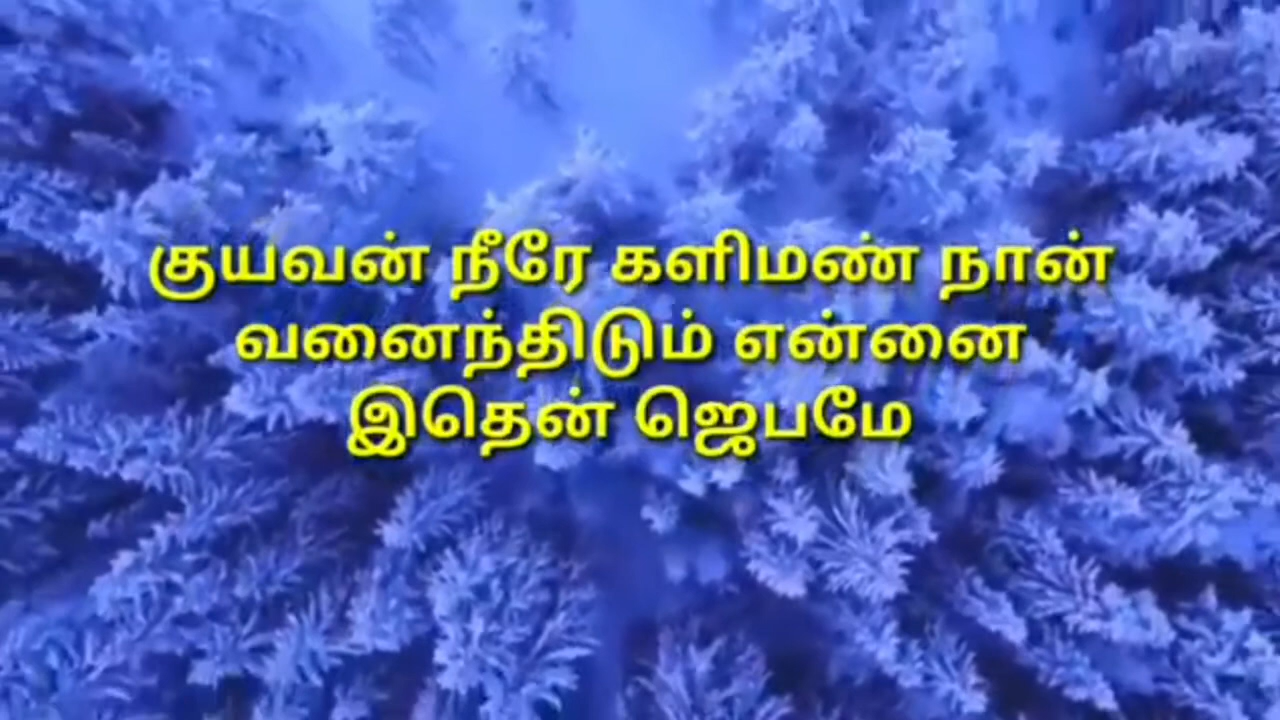 குயவன் நீரே களிமண் நான்
வனைந்திடும் என்னை
இதென் ஜெபமே